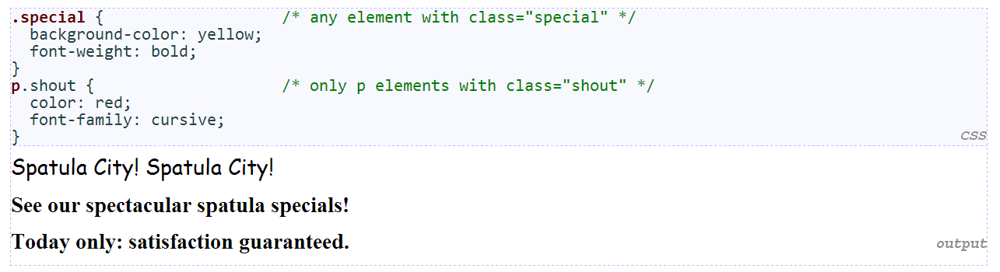 .special {                   /* any element with class="special" */
  background-color: yellow;
  font-weight: bold;
}
p.shout {                    /* only p elements with class="shout" */
  color: red;
  font-family: cursive;
}
CSS
Spatula City! Spatula City!
See our spectacular spatula specials!
Today only: satisfaction guaranteed.
output